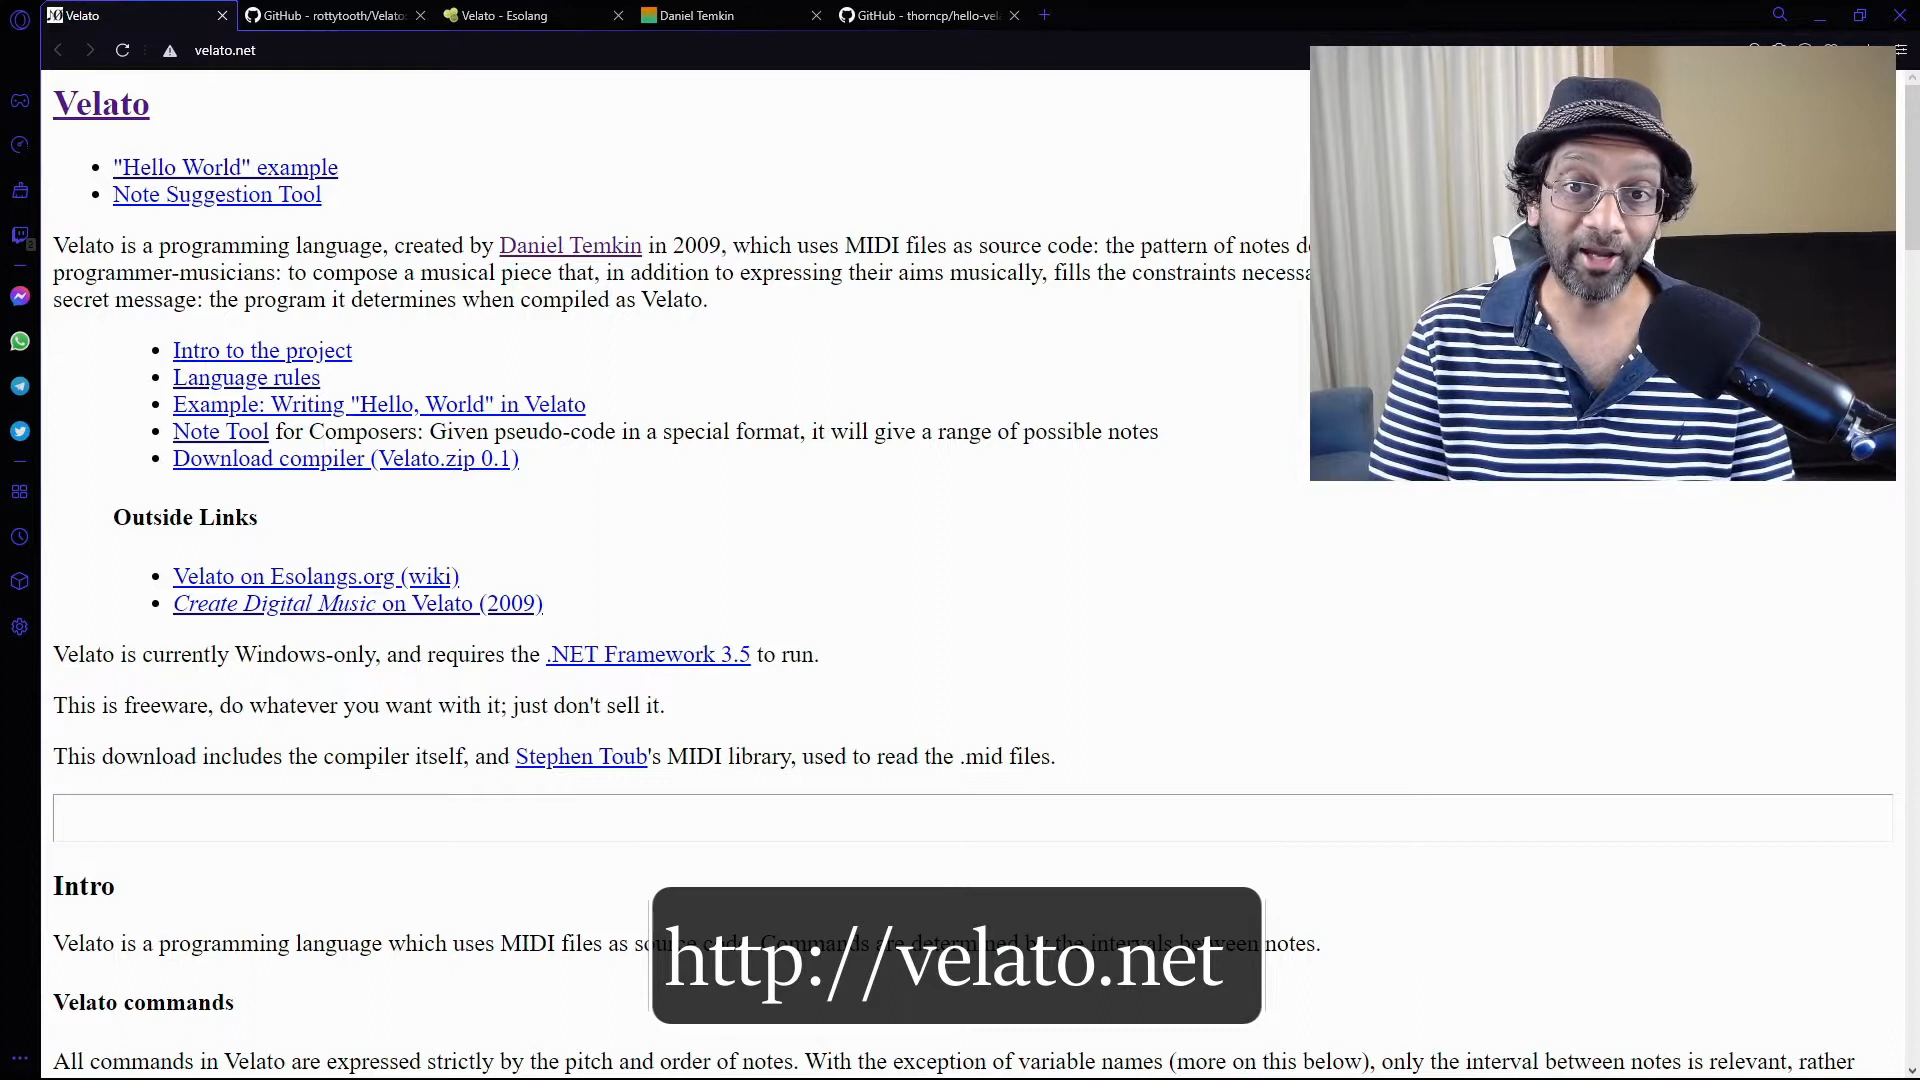 Velato
GitHub - rottytooth/Velato:
Velato - Esolang
Daniel Temkin
GitHub - thorncp/hello-vel
velato.net
Velato
"Hello World" example
Note Suggestion Tool
Velato is a programming language, created by Daniel Temkin in 2009, which uses MIDI files as source code: the pattern of notes d
programmer-musicians: to compose a musical piece that, in addition to expressing their aims musically, fills the constraints necessa
secret message: the program it determines when compiled as Velato.
Intro to the project
Language rules
Example: Writing "Hello, World" in Velato
Note Tool for Composers: Given pseudo-code in a special format, it will give a range of possible notes
Download compiler (Velato.zip 0.1)
Outside Links
Velato on Esolangs.org (wiki)
Create Digital Music on Velato (2009)
Velato is currently Windows-only, and requires the .NET Framework 3.5 to run.
This is freeware, do whatever you want with it; just don't sell it.
This download includes the compiler itself, and Stephen Toub's MIDI library, used to read the .mid files.
Intro
Velato is a programming language which uses MIDI files as source code. Commands are determined by the intervals between notes.
http://velato.net
Velato commands
All commands in Velato are expressed strictly by the pitch and order of notes. With the exception of variable names (more on this below), only the interval between notes is relevant, rather